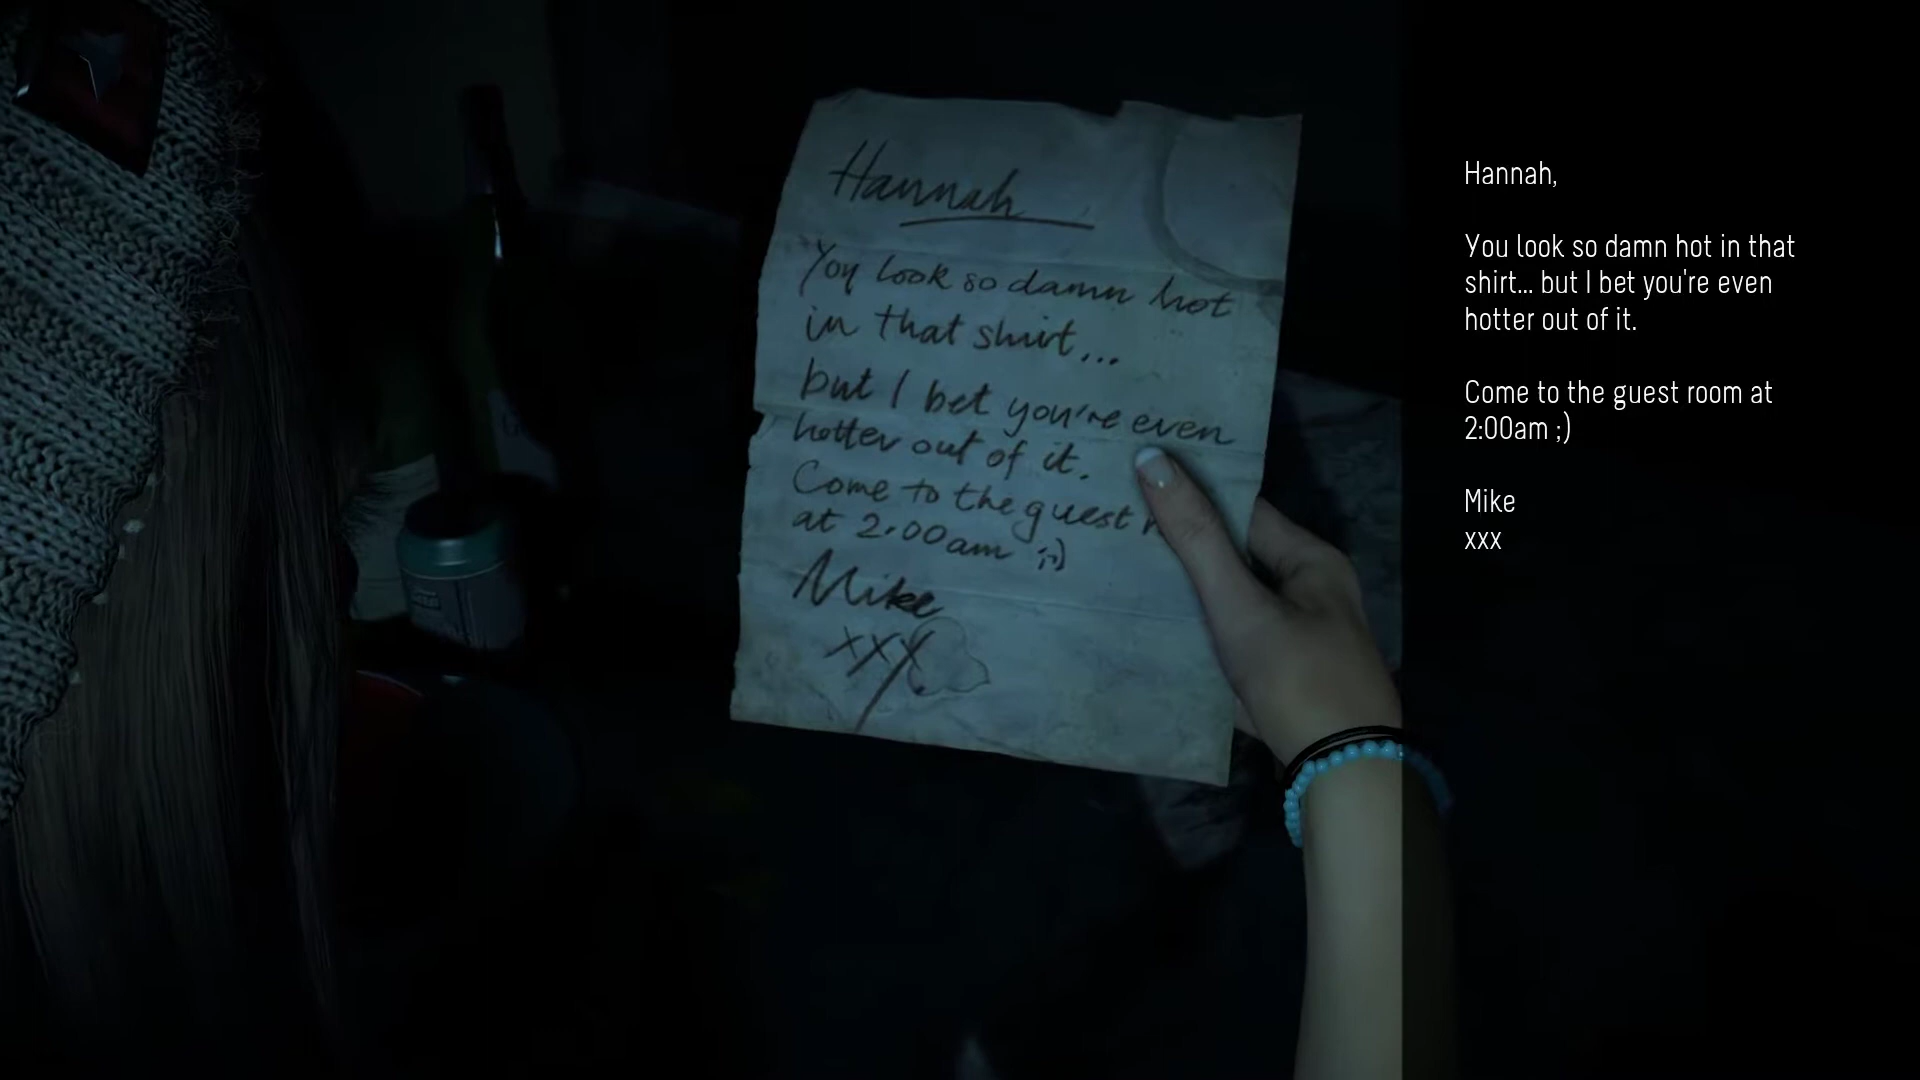 Hannah
You look so damn hot
in that shirt...
but I bet you're even
hotter out of it.
Come to the guest
at 2.00am ;)
Mike
xxx
Hannah,
You look so damn hot in that
shirt... but I bet you're even
hotter out of it.
Come to the guest room at
2:00am ;)
Mike
xxx